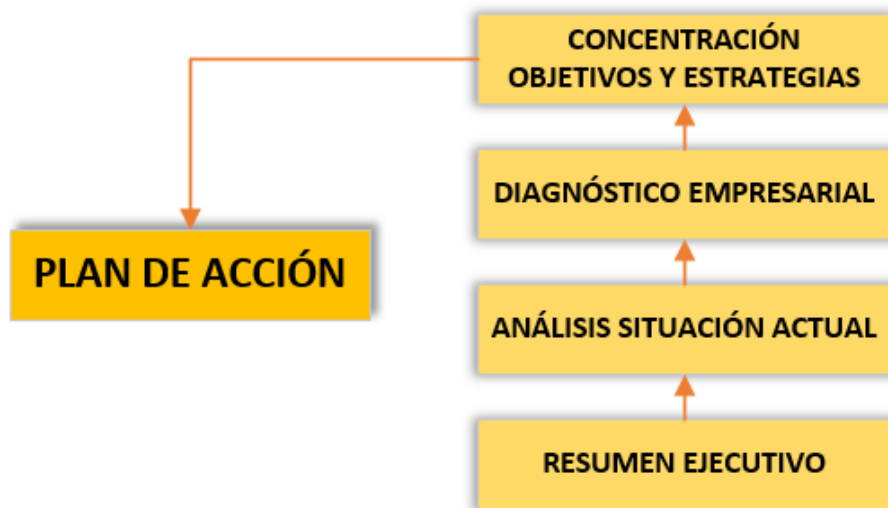 CONCENTRACIÓN
OBJETIVOS Y ESTRATEGIAS
DIAGNÓSTICO EMPRESARIAL
PLAN DE ACCIÓN
ANÁLISIS SITUACIÓN ACTUAL
RESUMEN EJECUTIVO